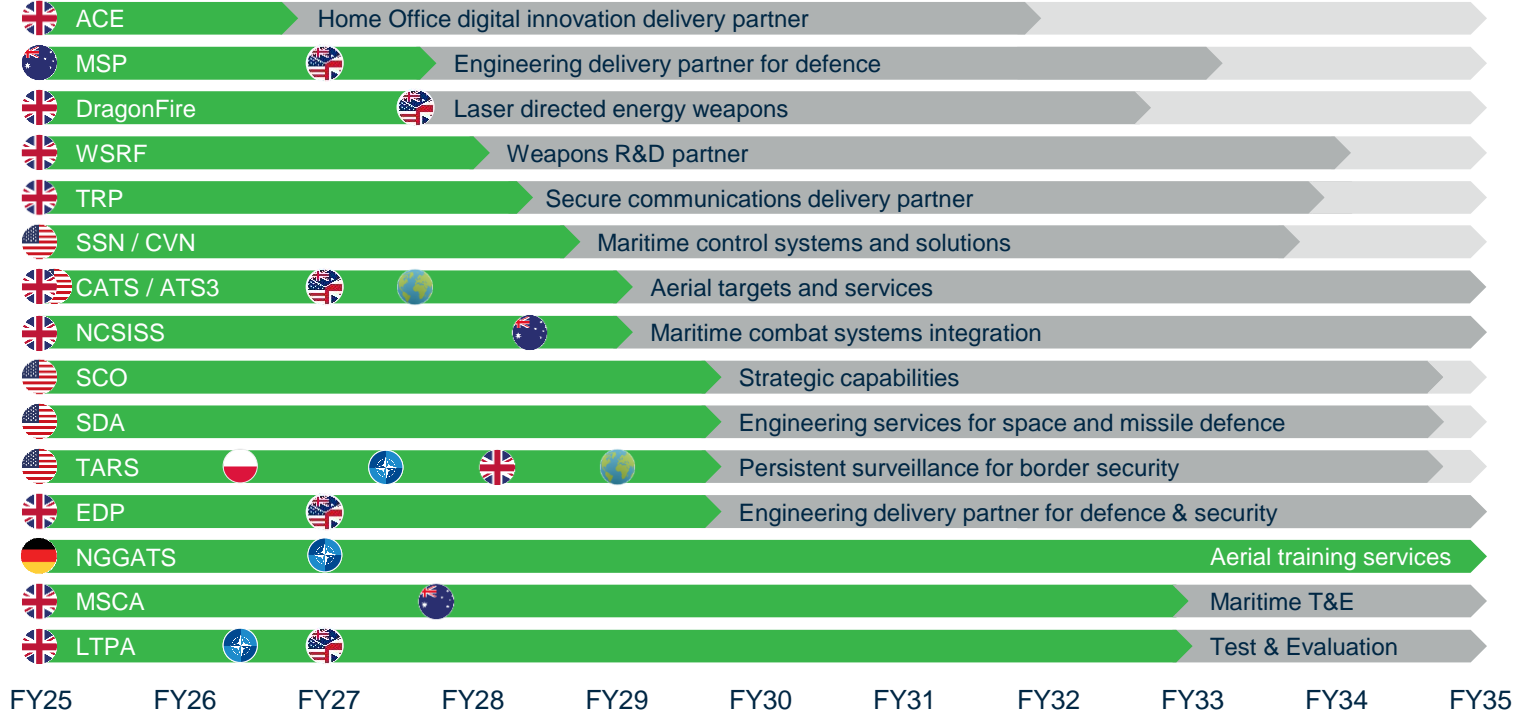 ACE Home Office digital innovation delivery partner
MSP Engineering delivery partner for defence
DragonFire Laser directed energy weapons
WSRF Weapons R&D partner
TRP Secure communications delivery partner
SSN / CVN Maritime control systems and solutions
CATS / ATS3 Aerial targets and services
NCSISS Maritime combat systems integration
SCO Strategic capabilities
SDA Engineering services for space and missile defence
TARS Persistent surveillance for border security
EDP Engineering delivery partner for defence & security
NGGATS Aerial training services
MSCA Maritime T&E
LTPA Test & Evaluation
FY25 FY26 FY27 FY28 FY29 FY30 FY31 FY32 FY33 FY34 FY35